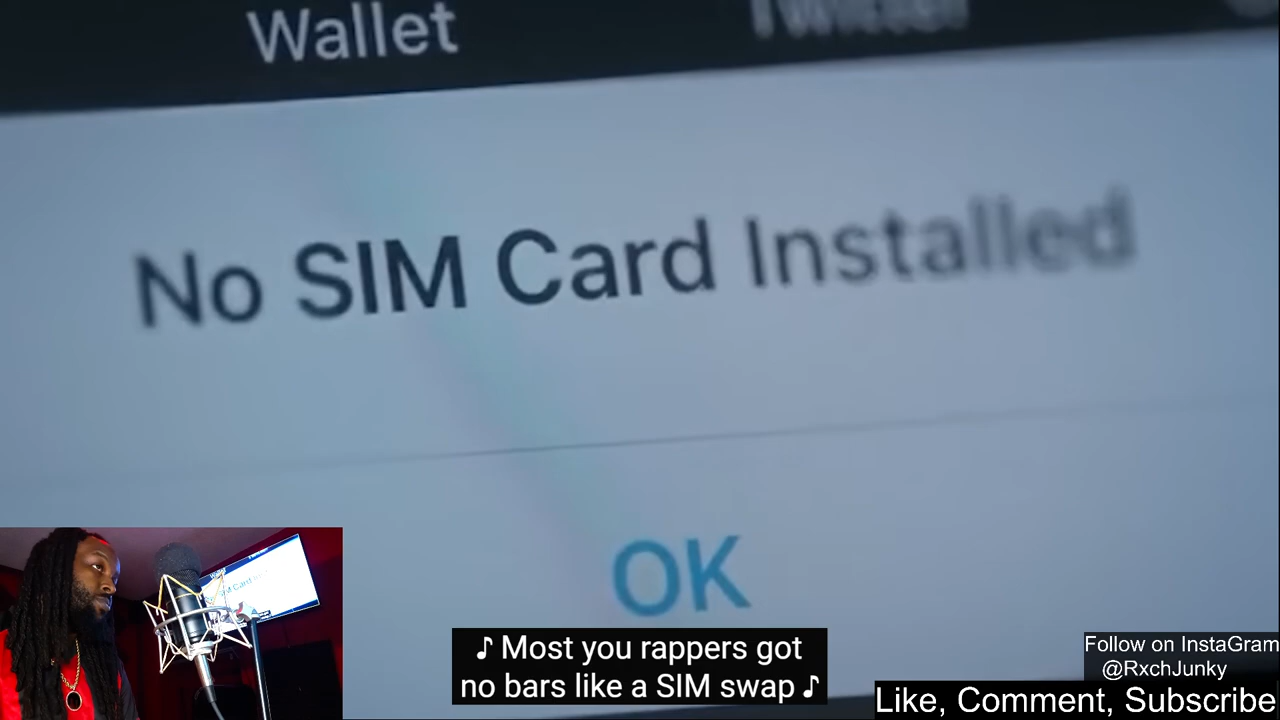 Wallet
Twitter
No SIM Card Installed
OK
♪ Most you rappers got
no bars like a SIM swap ♪
Follow on InstaGram
@RxchJunky
Like, Comment, Subscribe